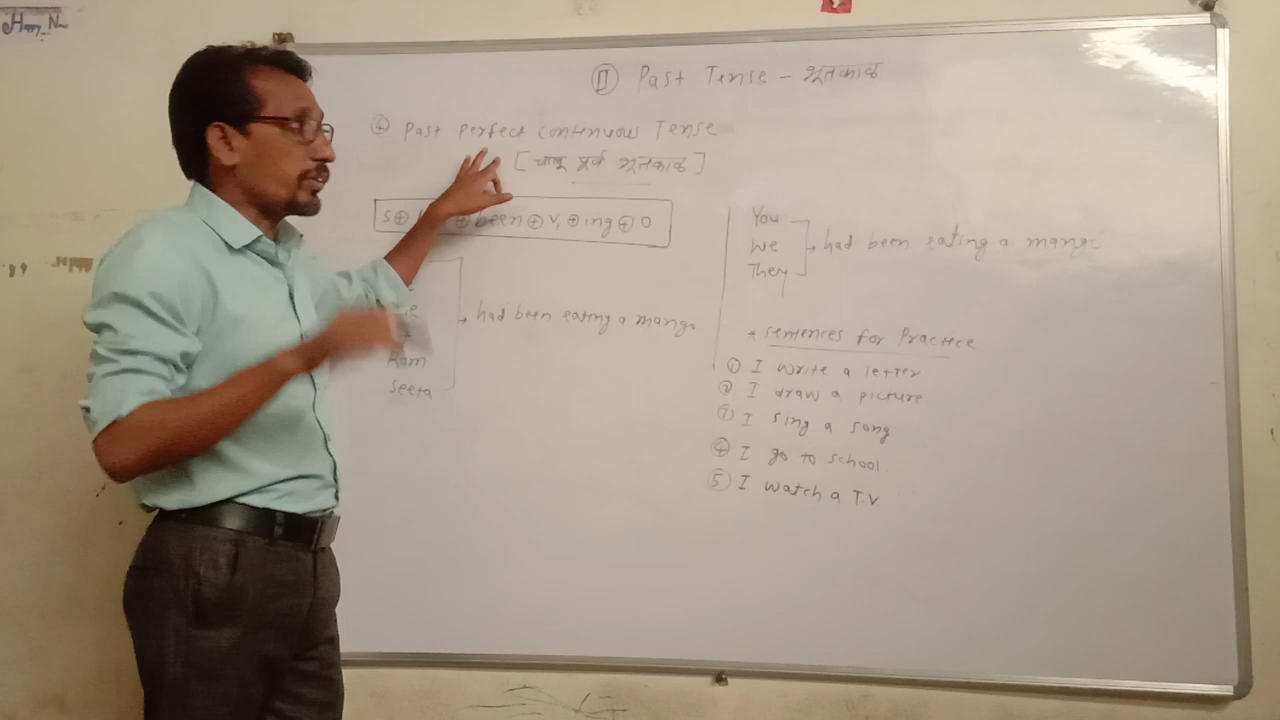 II Past Tense - भूतकाळ
④ Past Perfect Continuous Tense
[चालू पूर्ण भूतकाळ]
S ⊕ ⊕ been ⊕ V₁ ⊕ ing ⊕ O
Ram
Seeta
had been eating a mango
You
We
They
had been eating a mango
* Sentences for Practice
① I write a letter
② I draw a picture
③ I sing a song
④ I go to school.
⑤ I watch a T.V.